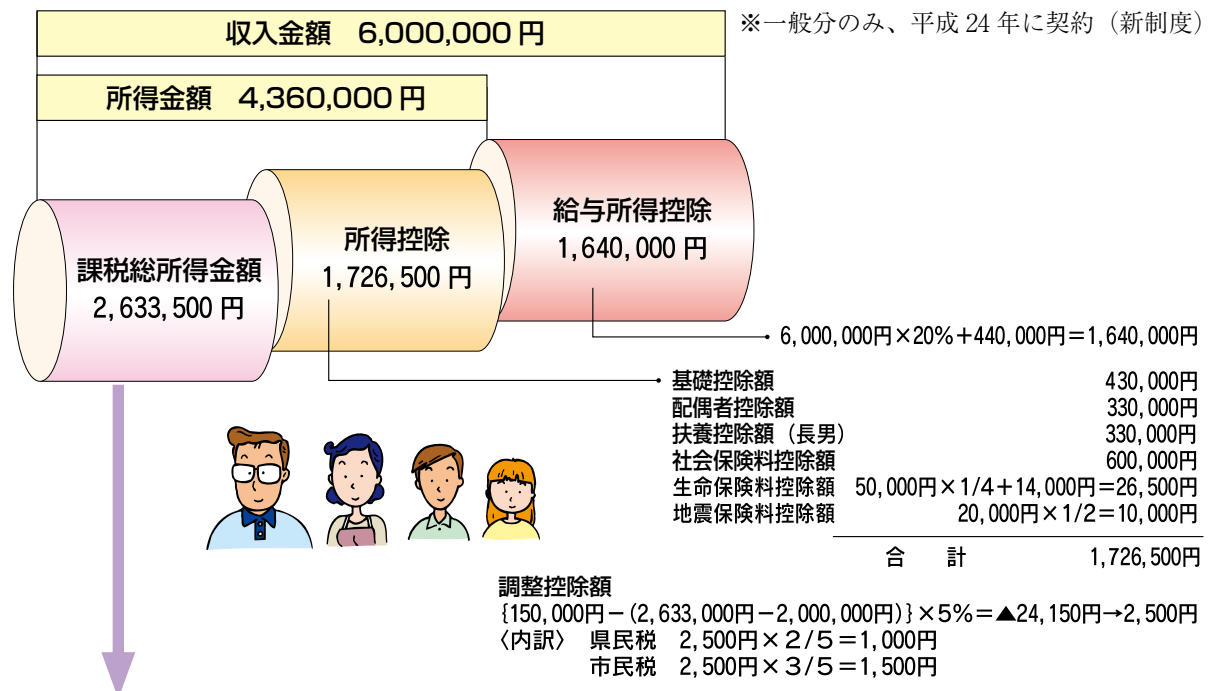 収入金額 6,000,000円
※一般分のみ、平成24年に契約（新制度）
所得金額 4,360,000円
給与所得控除
1,640,000円
所得控除
1,726,500円
課税総所得金額
2,633,500円
6,000,000円×20%＋440,000円＝1,640,000円
基礎控除額 430,000円
配偶者控除額 330,000円
扶養控除額（長男） 330,000円
社会保険料控除額 600,000円
生命保険料控除額 50,000円×1/4＋14,000円＝26,500円
地震保険料控除額 20,000円×1/2＝10,000円
合 計 1,726,500円
調整控除額
{150,000円－(2,633,000円－2,000,000円)}×5%＝▲24,150円→2,500円
〈内訳〉 県民税 2,500円×2/5＝1,000円
市民税 2,500円×3/5＝1,500円